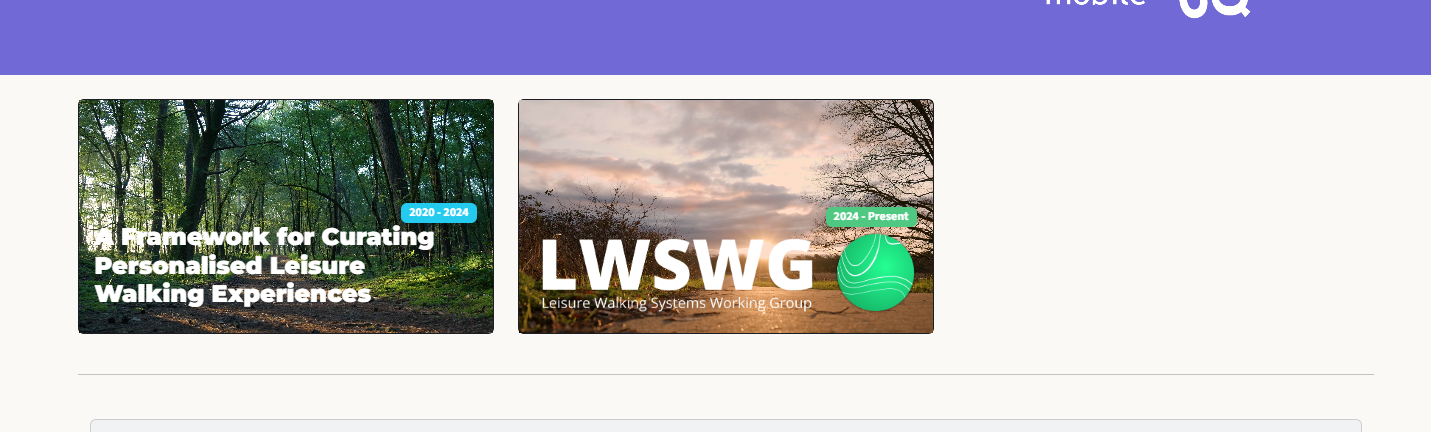 mobile
2020 - 2024
A Framework for Curating
Personalised Leisure
Walking Experiences
2024 - Present
LWSWG
Leisure Walking Systems Working Group